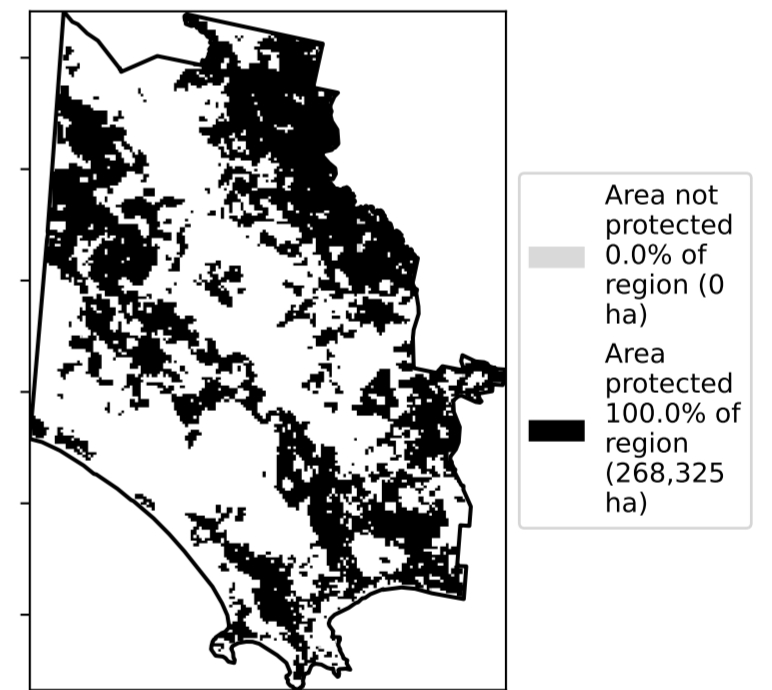 Area not
protected
0.0% of
region (0
ha)
Area
protected
100.0% of
region
(268,325
ha)